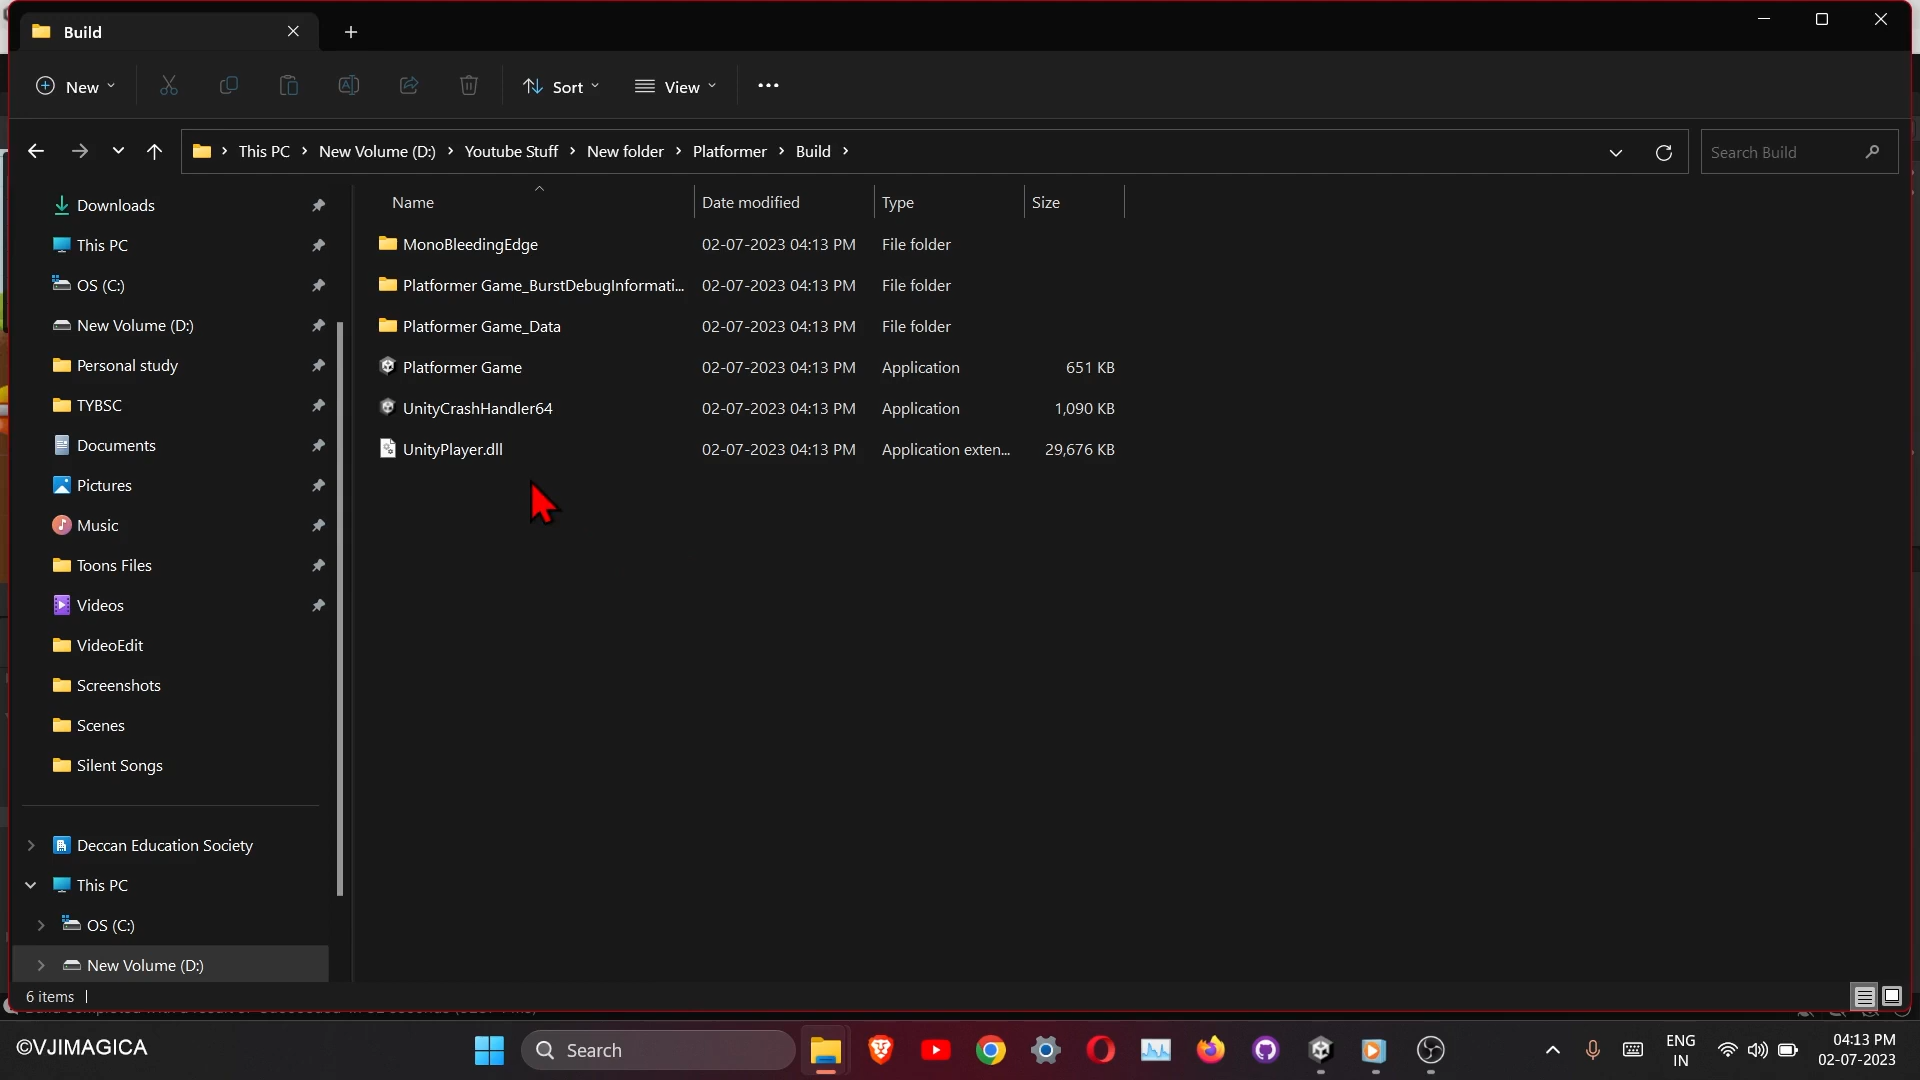 Build
New
Sort
View
This PC > New Volume (D:) > Youtube Stuff > New folder > Platformer > Build >
Search Build
Name Date modified Type Size
MonoBleedingEdge 02-07-2023 04:13 PM File folder
Platformer Game_BurstDebugInformati... 02-07-2023 04:13 PM File folder
Platformer Game_Data 02-07-2023 04:13 PM File folder
Platformer Game 02-07-2023 04:13 PM Application 651 KB
UnityCrashHandler64 02-07-2023 04:13 PM Application 1,090 KB
UnityPlayer.dll 02-07-2023 04:13 PM Application exten... 29,676 KB
Downloads
This PC
OS (C:)
New Volume (D:)
Personal study
TYBSC
Documents
Pictures
Music
Toons Files
Videos
VideoEdit
Screenshots
Scenes
Silent Songs
Deccan Education Society
This PC
OS (C:)
New Volume (D:)
6 items
©VJIMAGICA
Search
ENG
IN
04:13 PM
02-07-2023